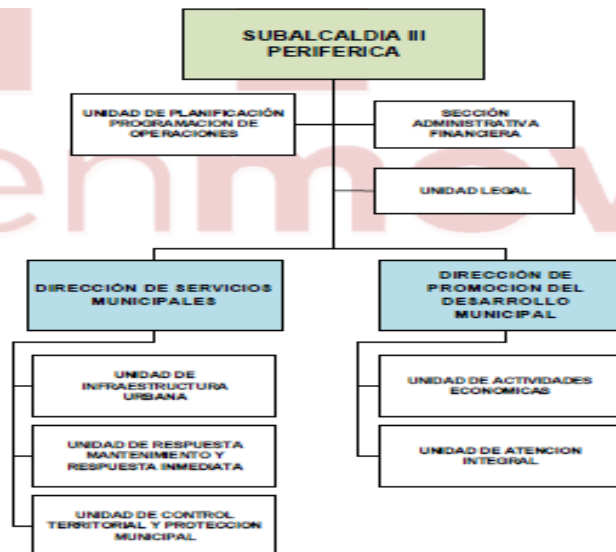 SUBALCALDIA III
PERIFERICA
UNIDAD DE PLANIFICACIÓN
PROGRAMACION DE
OPERACIONES
SECCIÓN
ADMINISTRATIVA
FINANCIERA
UNIDAD LEGAL
enmov
DIRECCIÓN DE SERVICIOS
MUNICIPALES
DIRECCIÓN DE
PROMOCION DEL
DESARROLLO
MUNICIPAL
UNIDAD DE
INFRAESTRUCTURA
URBANA
UNIDAD DE ACTIVIDADES
ECONOMICAS
UNIDAD DE RESPUESTA
MANTENIMIENTO Y
RESPUESTA INMEDIATA
UNIDAD DE ATENCION
INTEGRAL
UNIDAD DE CONTROL
TERRITORIAL Y PROTECCION
MUNICIPAL